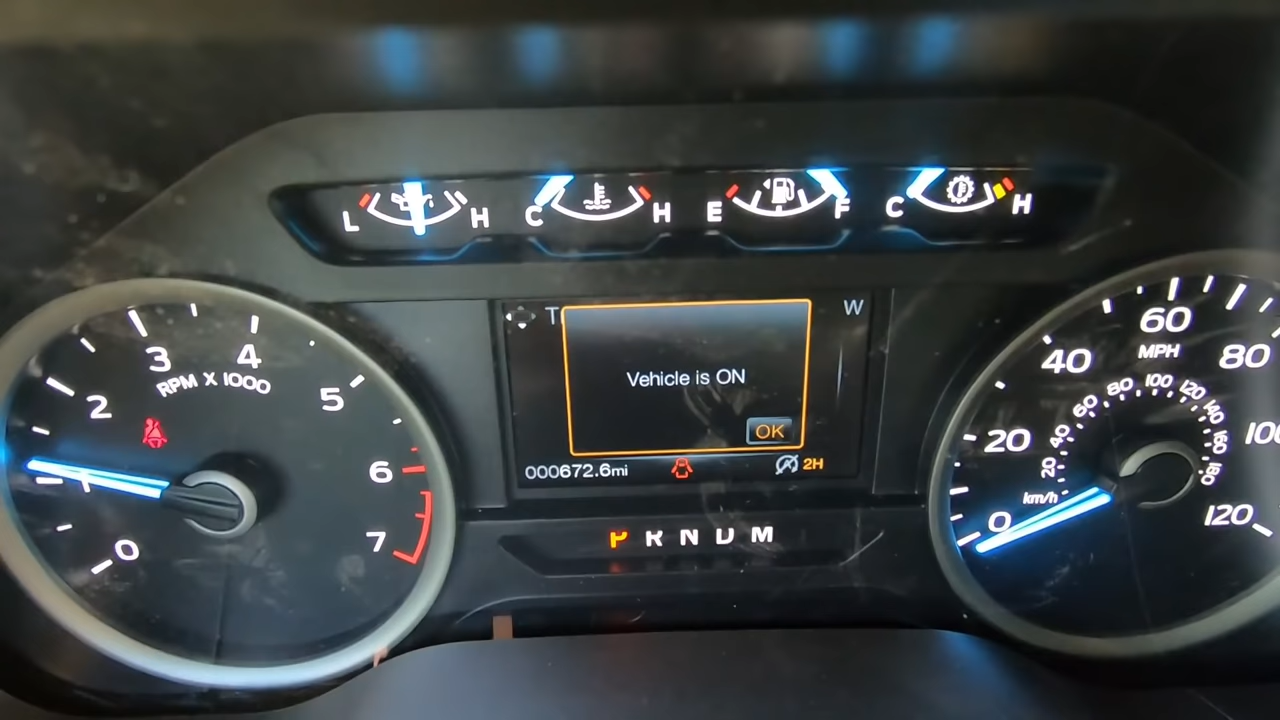 L H C H E F C H
T W
Vehicle is ON
OK
000672.6mi 2H
P R N D M
0 2 3 4 5 6 7
RPM X 1000
0 20 40 60 80 100 120
MPH
20 40 60 80 100 120 140 160 180
km/h